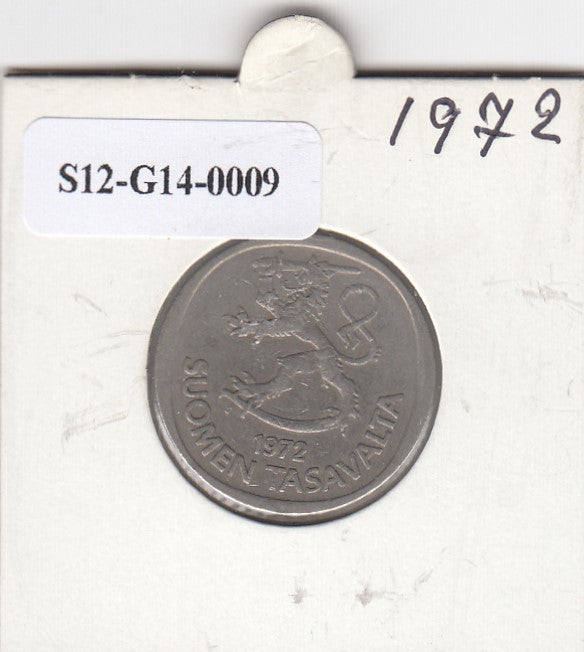 1972
S12-G14-0009
1972
SUOMEN TASAVALTA